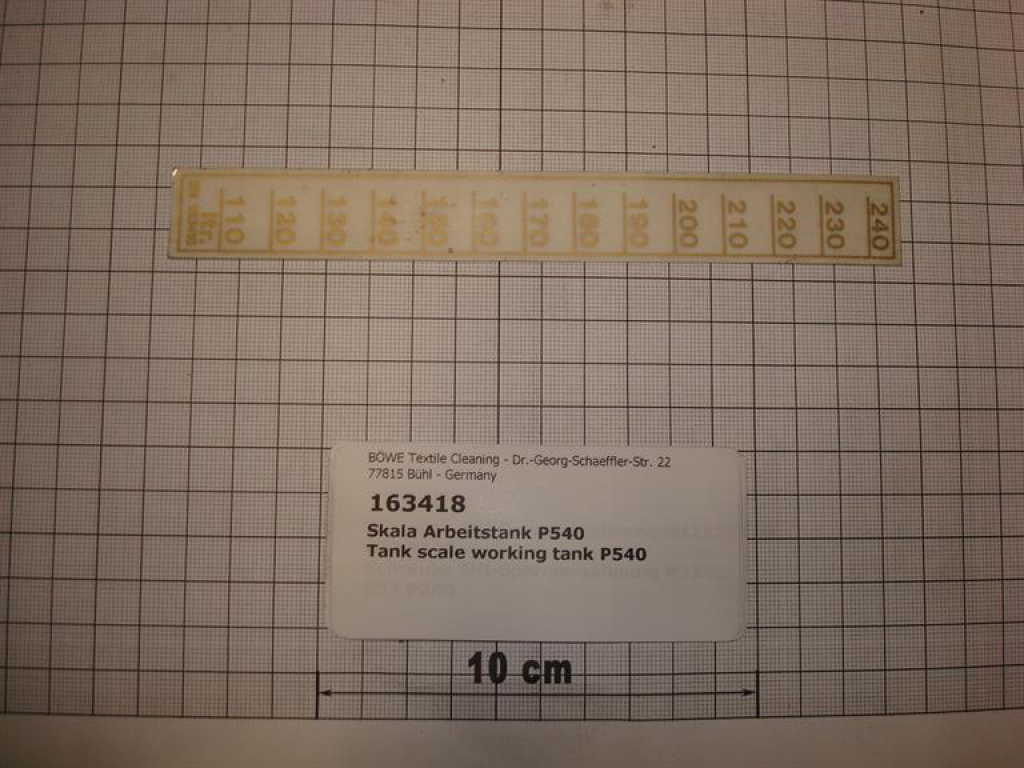 ltr.
110
120
130
140
150
160
170
180
190
200
210
220
230
240
BÖWE Textile Cleaning - Dr.-Georg-Schaeffler-Str. 22
77815 Bühl - Germany
163418
Skala Arbeitstank P540
Tank scale working tank P540
10 cm